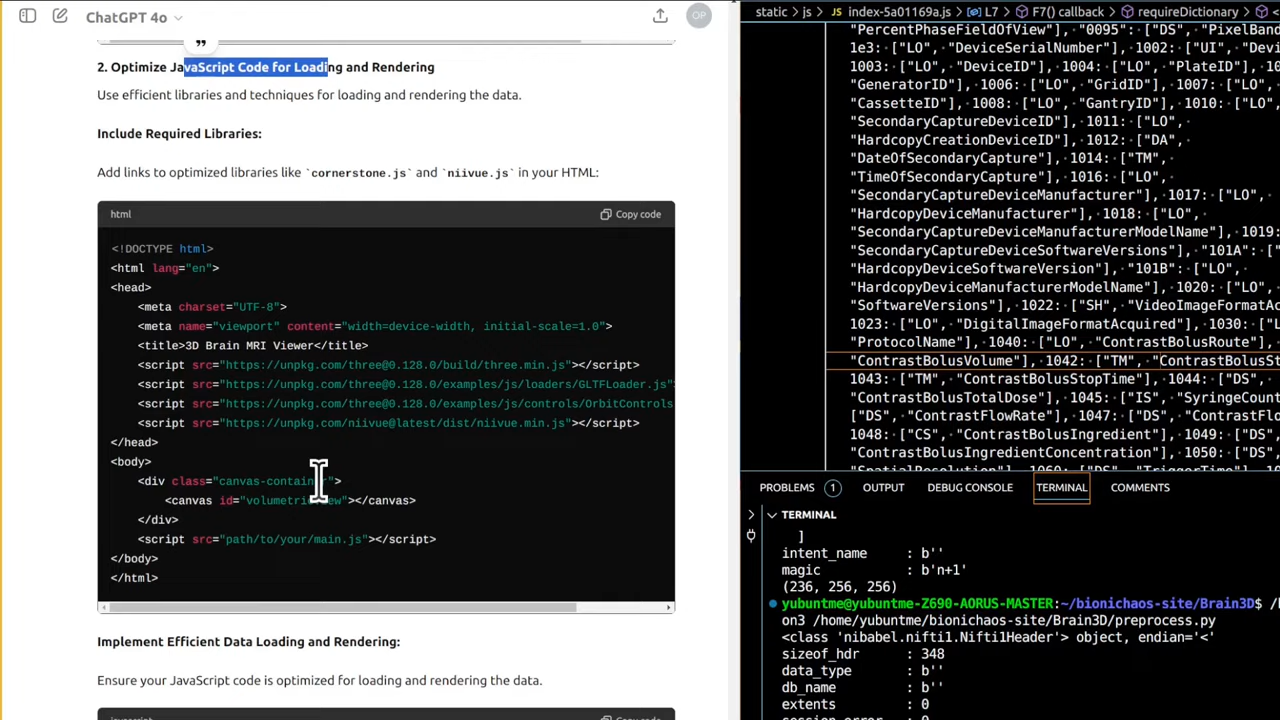 ChatGPT 4o
OP
"
2. Optimize JavaScript Code for Loading and Rendering
Use efficient libraries and techniques for loading and rendering the data.
Include Required Libraries:
Add links to optimized libraries like `cornerstone.js` and `niivue.js` in your HTML:
html
Copy code
<!DOCTYPE html>
<html lang="en">
<head>
<meta charset="UTF-8">
<meta name="viewport" content="width=device-width, initial-scale=1.0">
<title>3D Brain MRI Viewer</title>
<script src="https://unpkg.com/three@0.128.0/build/three.min.js"></script>
<script src="https://unpkg.com/three@0.128.0/examples/js/loaders/GLTFLoader.js"
<script src="https://unpkg.com/three@0.128.0/examples/js/controls/OrbitControls
<script src="https://unpkg.com/niivue@latest/dist/niivue.min.js"></script>
</head>
<body>
<div class="canvas-container">
<canvas id="volumetricView"></canvas>
</div>
<script src="path/to/your/main.js"></script>
</body>
</html>
Implement Efficient Data Loading and Rendering:
Ensure your JavaScript code is optimized for loading and rendering the data.
Copy code
static > js > JS index-5a01169a.js > L7 > F7() callback > requireDictionary >
"PercentPhaseFieldOfView"], "0095": ["DS", "PixelBand
1e3: ["LO", "DeviceSerialNumber"], 1002: ["UI", "Devi
1003: ["LO", "DeviceID"], 1004: ["LO", "PlateID"],
"GeneratorID"], 1006: ["LO", "GridID"], 1007: ["LO",
"CassetteID"], 1008: ["LO", "GantryID"], 1010: ["LO",
"SecondaryCaptureDeviceID"], 1011: ["LO",
"HardcopyCreationDeviceID"], 1012: ["DA",
"DateOfSecondaryCapture"], 1014: ["TM",
"TimeOfSecondaryCapture"], 1016: ["LO",
"SecondaryCaptureDeviceManufacturer"], 1017: ["LO",
"HardcopyDeviceManufacturer"], 1018: ["LO",
"SecondaryCaptureDeviceManufacturerModelName"], 1019:
"SecondaryCaptureDeviceSoftwareVersions"], "101A": ["
"HardcopyDeviceSoftwareVersion"], "101B": ["LO",
"HardcopyDeviceManufacturerModelName"], 1020: ["LO",
"SoftwareVersions"], 1022: ["SH", "VideoImageFormatAc
1023: ["LO", "DigitalImageFormatAcquired"], 1030: ["L
"ProtocolName"], 1040: ["LO", "ContrastBolusRoute"],
"ContrastBolusVolume"], 1042: ["TM", "ContrastBolusSt
1043: ["TM", "ContrastBolusStopTime"], 1044: ["DS",
"ContrastBolusTotalDose"], 1045: ["IS", "SyringeCount
["DS", "ContrastFlowRate"], 1047: ["DS", "ContrastFlo
1048: ["CS", "ContrastBolusIngredient"], 1049: ["DS",
"ContrastBolusIngredientConcentration"], 1050: ["DS",
"SpatialResolution"], 1060: ["DS", "TriggerTime"],
PROBLEMS 1 OUTPUT DEBUG CONSOLE TERMINAL COMMENTS
TERMINAL
]
intent_name : b''
magic : b'n+1'
(236, 256, 256)
yubuntme@yubuntme-Z690-AORUS-MASTER:~/bionichaos-site/Brain3D$ /
on3 /home/yubuntme/bionichaos-site/Brain3D/preprocess.py
<class 'nibabel.nifti1.Nifti1Header'> object, endian='<'
sizeof_hdr : 348
data_type : b''
db_name : b''
extents : 0
session_error : 0